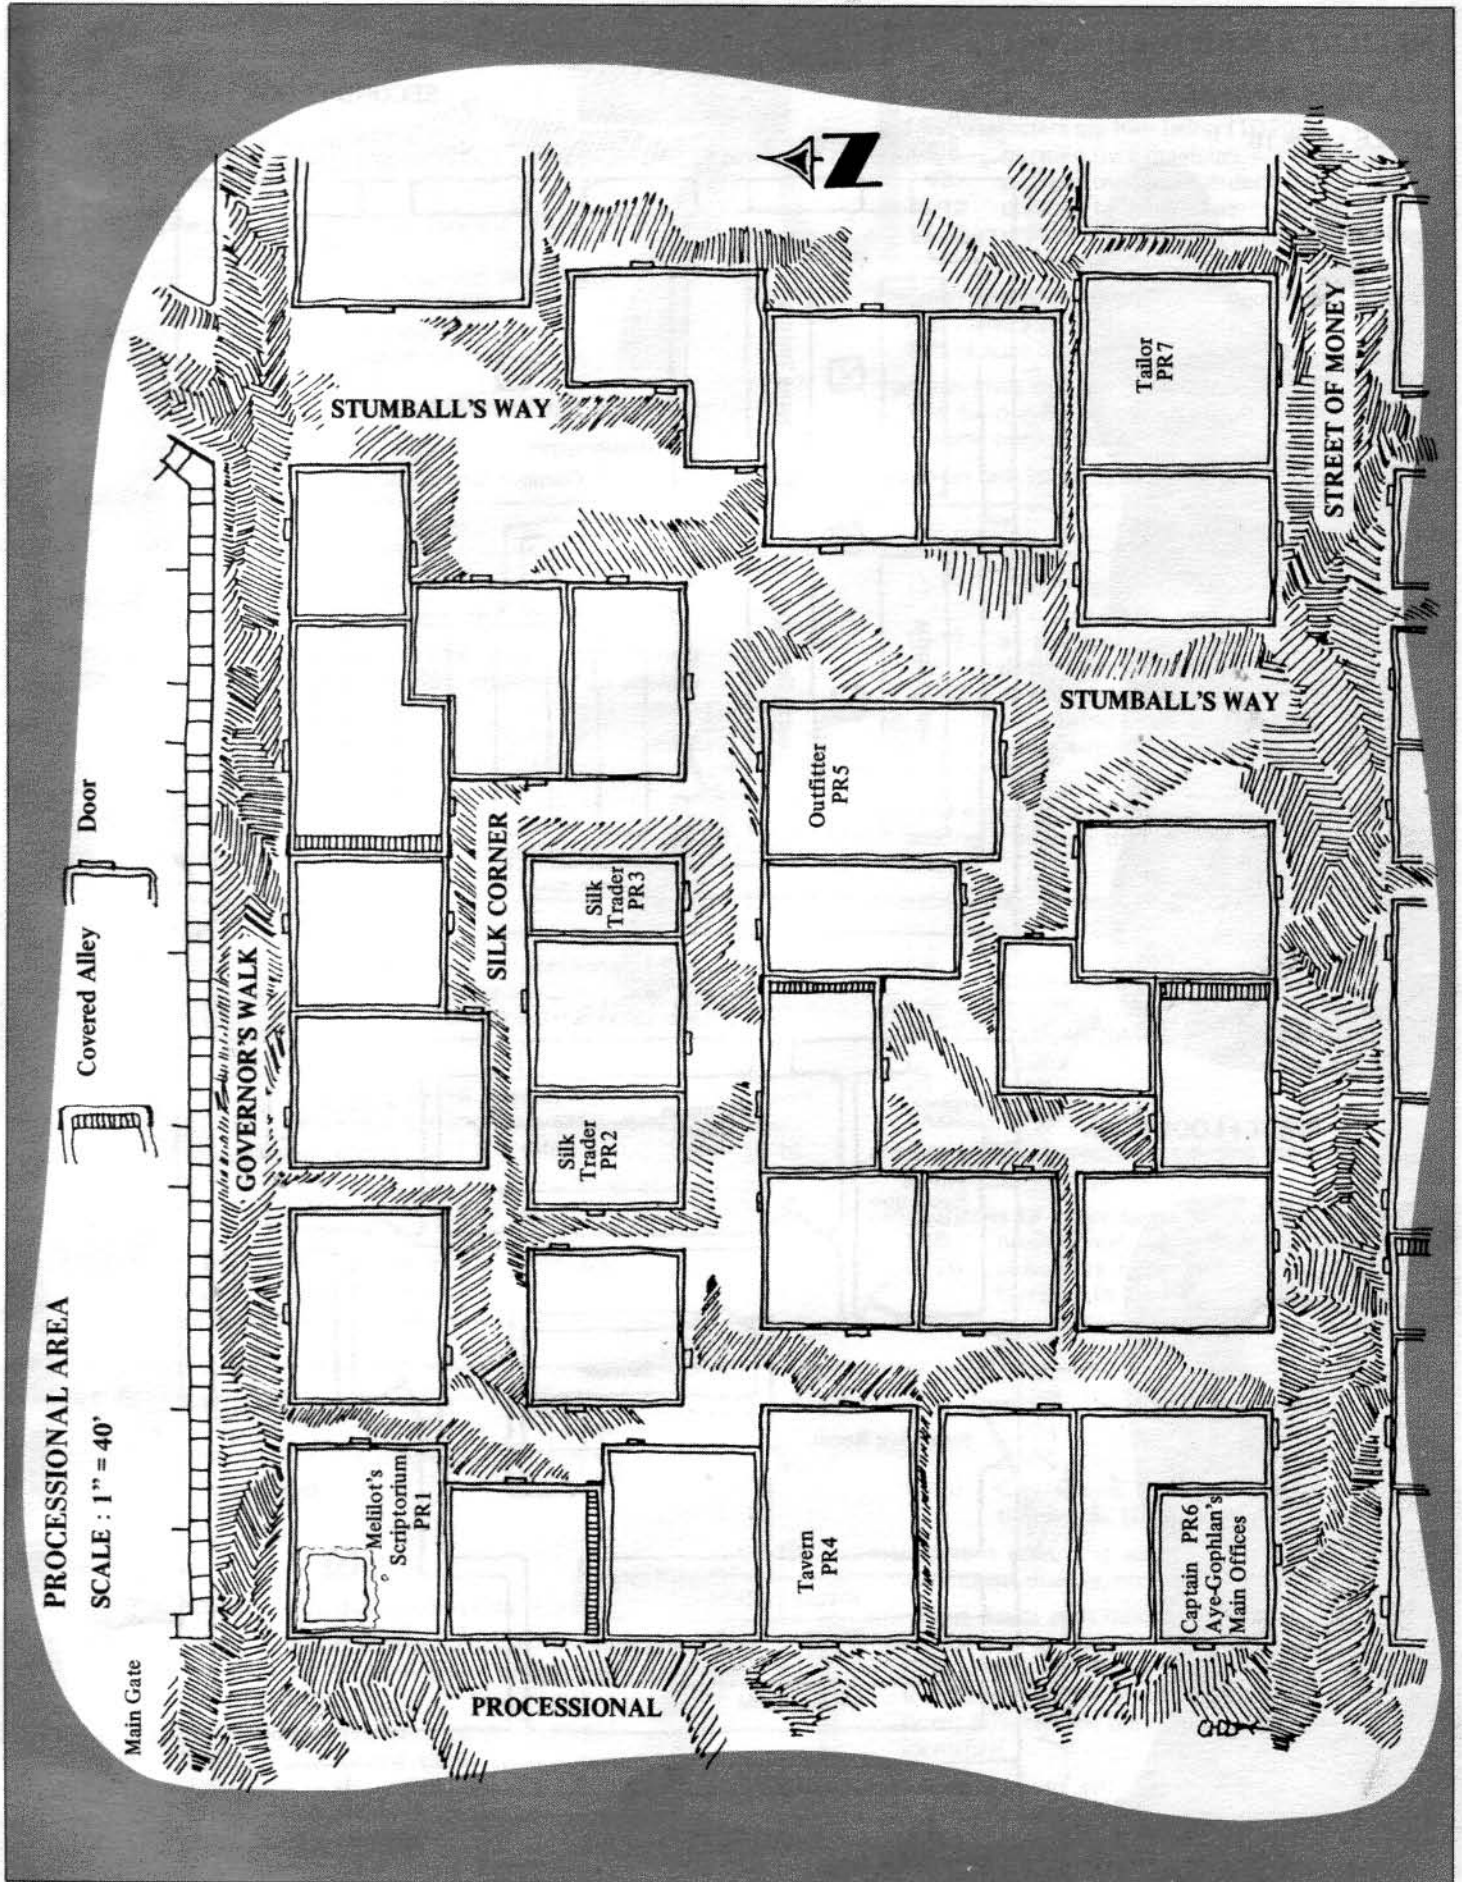 PROCESSIONAL AREA
SCALE : 1” = 40’
Main Gate
Covered Alley
Door
GOVERNOR’S WALK
STUMBALL’S WAY
N
SILK CORNER
Melilot’s
Scriptorium
PR1
Silk
Trader
PR2
Silk
Trader
PR3
PROCESSIONAL
Tavern
PR4
Outfitter
PR5
STUMBALL’S WAY
Tailor
PR7
Captain PR6
Aye-Gophlan’s
Main Offices
STREET OF MONEY